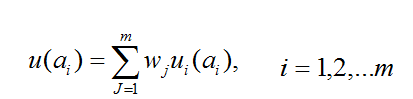 u(a_i) = \sum_{J=1}^{m} w_j u_i(a_i), i = 1,2,...m